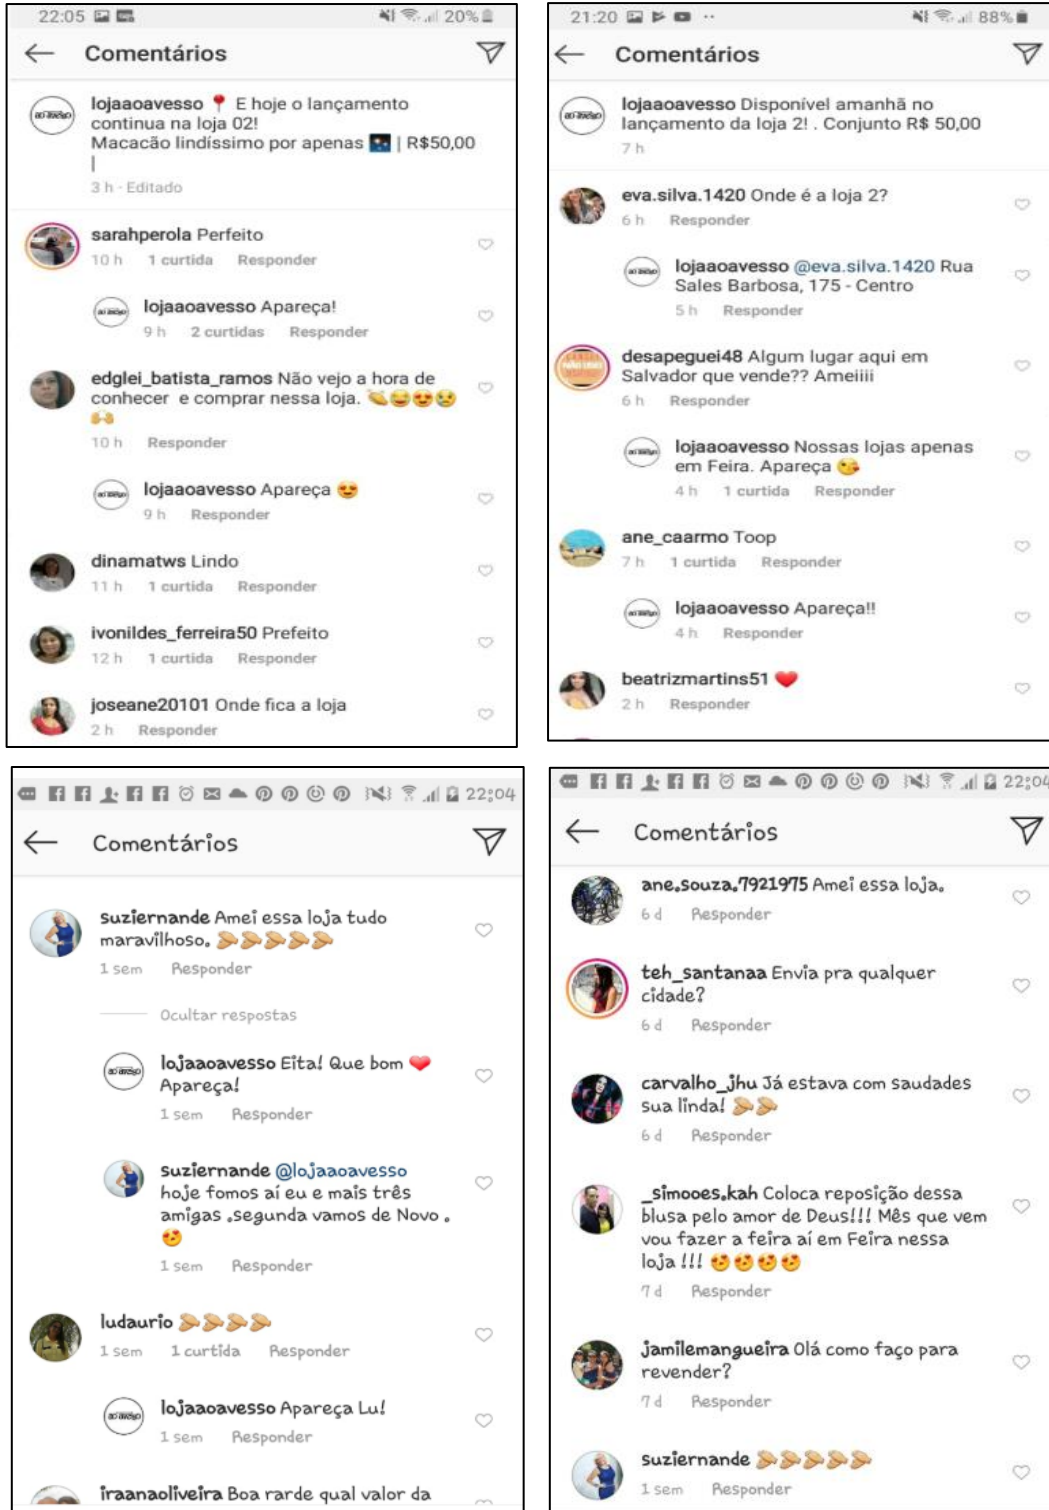 22:05 20%
Comentários
lojaaoavesso 📍 E hoje o lançamento
continua na loja 02!
Macacão lindíssimo por apenas | R$50,00
|
3 h · Editado
sarahperola Perfeito
10 h 1 curtida Responder
lojaaoavesso Apareça!
9 h 2 curtidas Responder
edglei_batista_ramos Não vejo a hora de
conhecer e comprar nessa loja. 👏😂😍😢
🙌
10 h Responder
lojaaoavesso Apareça 😍
9 h Responder
dinamatws Lindo
11 h 1 curtida Responder
ivonildes_ferreira50 Prefeito
12 h 1 curtida Responder
joseane20101 Onde fica a loja
2 h Responder
21:20 88%
Comentários
lojaaoavesso Disponível amanhã no
lançamento da loja 2! . Conjunto R$ 50,00
7 h
eva.silva.1420 Onde é a loja 2?
6 h Responder
lojaaoavesso @eva.silva.1420 Rua
Sales Barbosa, 175 - Centro
5 h Responder
desapeguei48 Algum lugar aqui em
Salvador que vende?? Ameiiii
6 h Responder
lojaaoavesso Nossas lojas apenas
em Feira. Apareça 😘
4 h 1 curtida Responder
ane_caarmo Toop
7 h 1 curtida Responder
lojaaoavesso Apareça!!
4 h Responder
beatrizmartins51 ❤
2 h Responder
22:04
Comentários
suziernande Amei essa loja tudo
maravilhoso. 👏👏👏👏👏
1 sem Responder
Ocultar respostas
lojaaoavesso Eita! Que bom ❤
Apareça!
1 sem Responder
suziernande @lojaaoavesso
hoje fomos aí eu e mais três
amigas .segunda vamos de Novo .
😍
1 sem Responder
ludaurio 👏👏👏👏
1 sem 1 curtida Responder
lojaaoavesso Apareça Lu!
1 sem Responder
iraanaoliveira Boa rarde qual valor da
22:04
Comentários
ane.souza.7921975 Amei essa loja.
6 d Responder
teh_santanaa Envia pra qualquer
cidade?
6 d Responder
carvalho_jhu Já estava com saudades
sua linda! 👏👏
6 d Responder
_simooes.kah Coloca reposição dessa
blusa pelo amor de Deus!!! Mês que vem
vou fazer a feira aí em Feira nessa
loja !!! 😍😍😍😍
7 d Responder
jamilemangueira Olá como faço para
revender?
7 d Responder
suziernande 👏👏👏👏👏
1 sem Responder